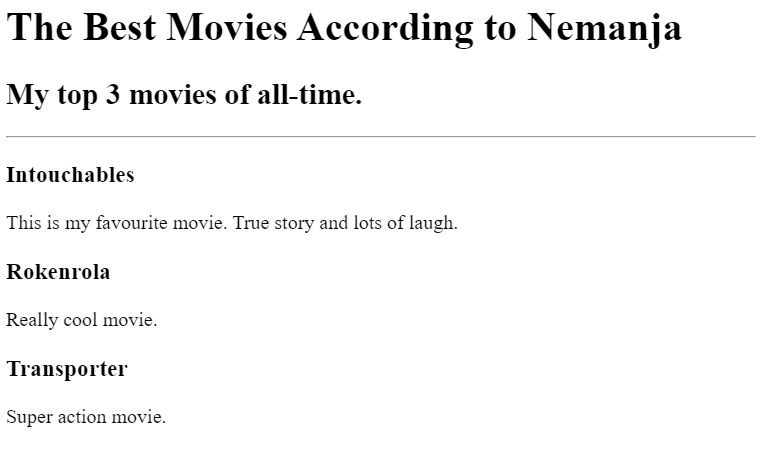 The Best Movies According to Nemanja
My top 3 movies of all-time.
Intouchables
This is my favourite movie. True story and lots of laugh.
Rokenrola
Really cool movie.
Transporter
Super action movie.